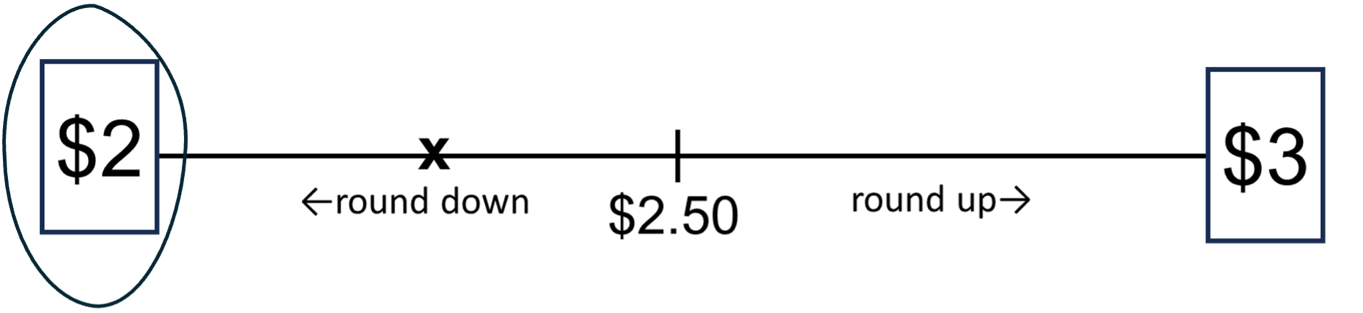 $2
x
$3
←round down
$2.50
round up→